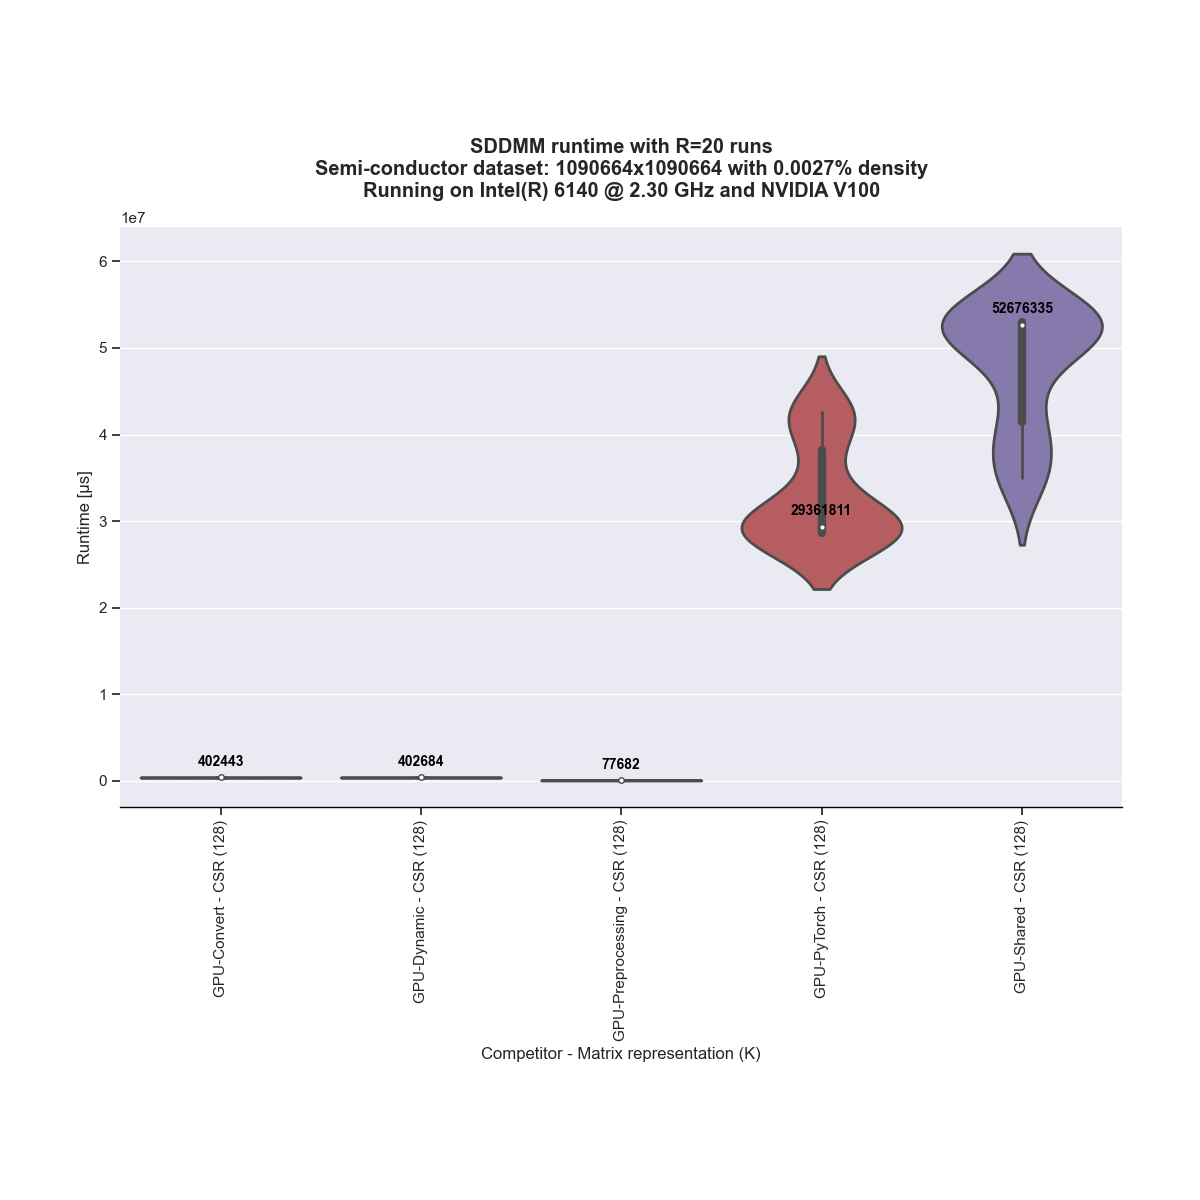 SDDMM runtime with R=20 runs
Semi-conductor dataset: 1090664x1090664 with 0.0027% density
Running on Intel(R) 6140 @ 2.30 GHz and NVIDIA V100
1e7
6
5
4
3
2
1
0
Runtime [μs]
402443
402684
77682
29361811
52676335
GPU-Convert - CSR (128)
GPU-Dynamic - CSR (128)
GPU-Preprocessing - CSR (128)
GPU-PyTorch - CSR (128)
GPU-Shared - CSR (128)
Competitor - Matrix representation (K)